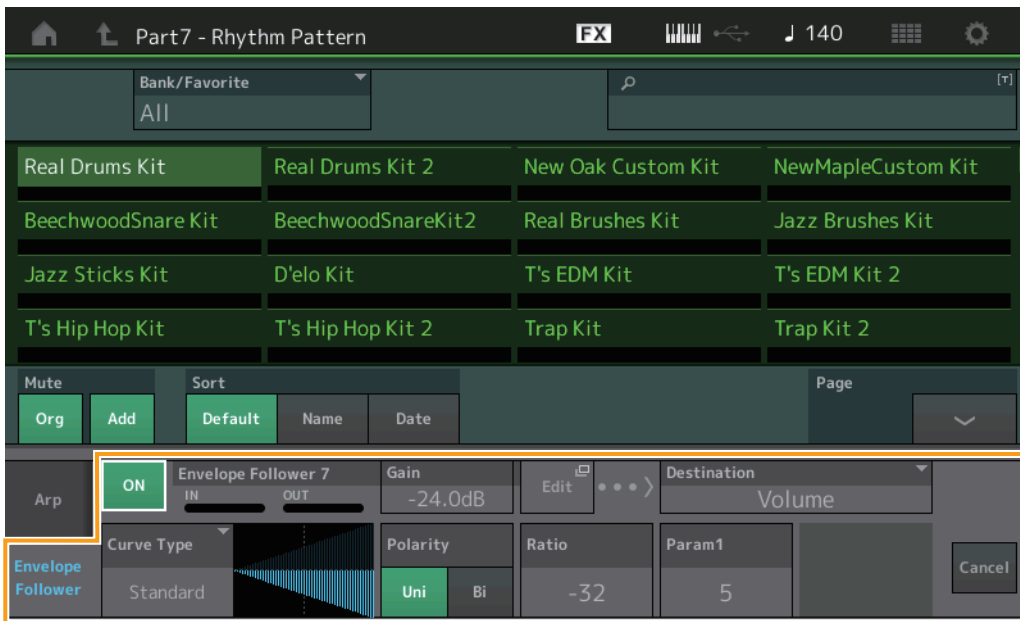 Part7 - Rhythm Pattern FX ♩ 140
Bank/Favorite [T]
All
Real Drums Kit Real Drums Kit 2 New Oak Custom Kit NewMapleCustom Kit
BeechwoodSnare Kit BeechwoodSnareKit2 Real Brushes Kit Jazz Brushes Kit
Jazz Sticks Kit D'elo Kit T's EDM Kit T's EDM Kit 2
T's Hip Hop Kit T's Hip Hop Kit 2 Trap Kit Trap Kit 2
Mute Sort Page
Org Add Default Name Date
Arp ON Envelope Follower 7 Gain Edit Destination
IN OUT -24.0dB Volume
Envelope Follower Curve Type Polarity Ratio Param1 Cancel
Standard Uni Bi -32 5